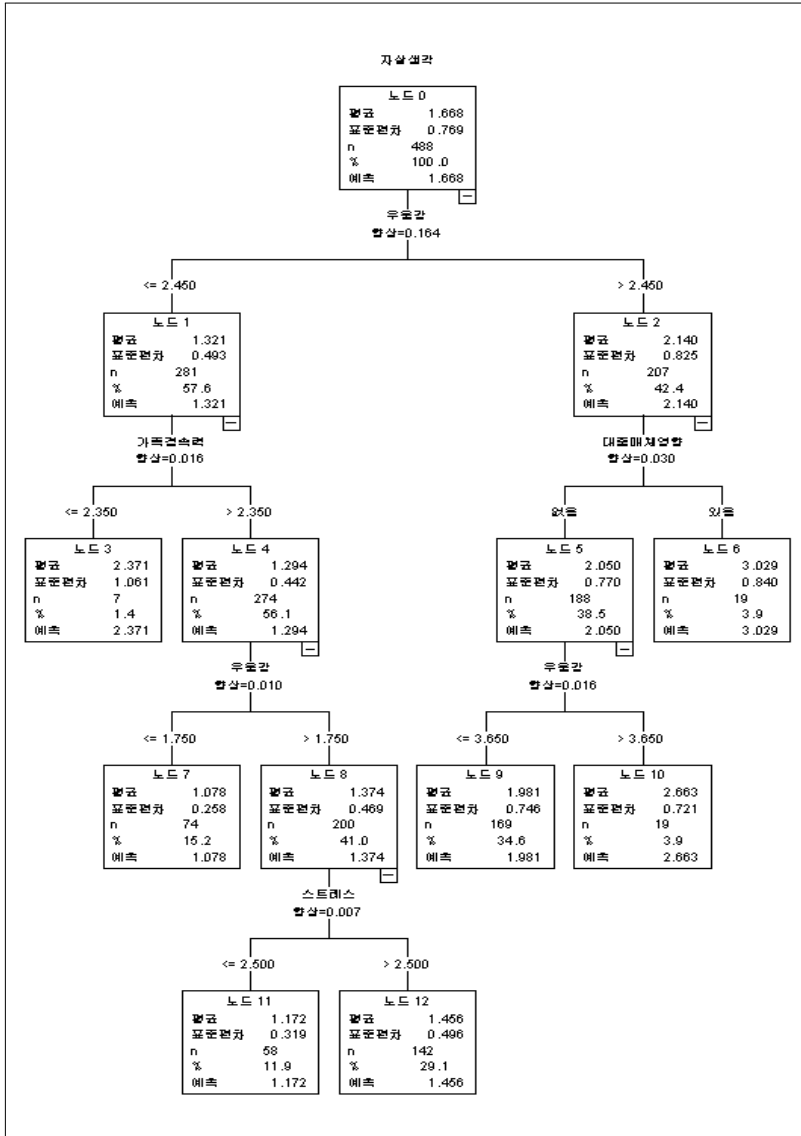 자살생각
노드 0
평균 1.668
표준편차 0.769
n 488
% 100.0
예측 1.668
우울감
향상=0.164
<= 2.450
> 2.450
노드 1
평균 1.321
표준편차 0.493
n 281
% 57.6
예측 1.321
노드 2
평균 2.140
표준편차 0.825
n 207
% 42.4
예측 2.140
가족결속력
향상=0.016
대중매체영향
향상=0.030
<= 2.350
> 2.350
없음
있음
노드 3
평균 2.371
표준편차 1.061
n 7
% 1.4
예측 2.371
노드 4
평균 1.294
표준편차 0.442
n 274
% 56.1
예측 1.294
노드 5
평균 2.050
표준편차 0.770
n 188
% 38.5
예측 2.050
노드 6
평균 3.029
표준편차 0.840
n 19
% 3.9
예측 3.029
우울감
향상=0.010
우울감
향상=0.016
<= 1.750
> 1.750
<= 3.650
> 3.650
노드 7
평균 1.078
표준편차 0.258
n 74
% 15.2
예측 1.078
노드 8
평균 1.374
표준편차 0.469
n 200
% 41.0
예측 1.374
노드 9
평균 1.981
표준편차 0.746
n 169
% 34.6
예측 1.981
노드 10
평균 2.663
표준편차 0.721
n 19
% 3.9
예측 2.663
스트레스
향상=0.007
<= 2.500
> 2.500
노드 11
평균 1.172
표준편차 0.319
n 58
% 11.9
예측 1.172
노드 12
평균 1.456
표준편차 0.496
n 142
% 29.1
예측 1.456